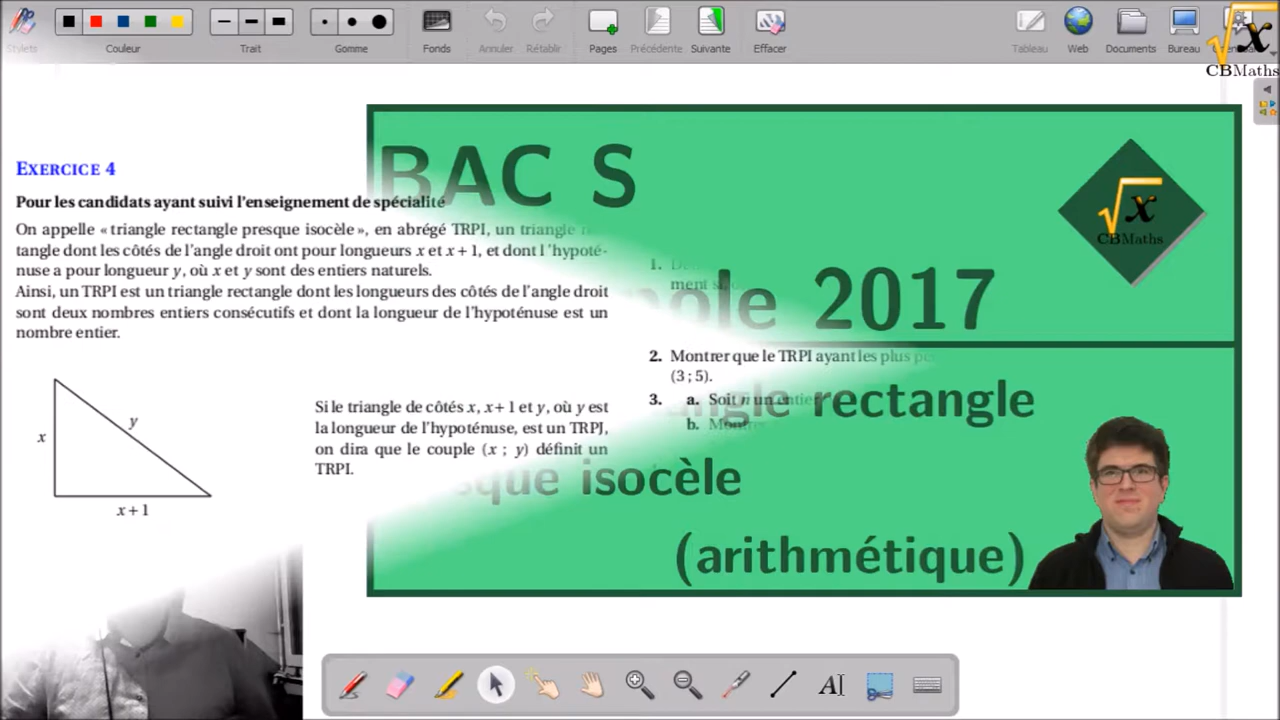 Stylets
Couleur
Trait
Gomme
Fonds
Annuler
Rétablir
Pages
Précédente
Suivante
Effacer
Tableau
Web
Documents
Bureau
CBMaths
EXERCICE 4
Pour les candidats ayant suivi l'enseignement de spécialité
On appelle « triangle rectangle presque isocèle », en abrégé TRPI, un triangle
tangle dont les côtés de l'angle droit ont pour longueurs x et x + 1, et dont l'hypoté-
nuse a pour longueur y, où x et y sont des entiers naturels.
Ainsi, un TRPI est un triangle rectangle dont les longueurs des côtés de l'angle droit
sont deux nombres entiers consécutifs et dont la longueur de l'hypoténuse est un
nombre entier.
x
y
x + 1
Si le triangle de côtés x, x + 1 et y, où y est
la longueur de l'hypoténuse, est un TRPI,
on dira que le couple (x ; y) définit un
TRPI.
1.
ment si,
2. Montrer que le TRPI ayant les plus
(3 ; 5).
3. a. Soit n un entier
b. Montrer
BAC S
2017
rectangle
isocèle
(arithmétique)
CBMaths
AI